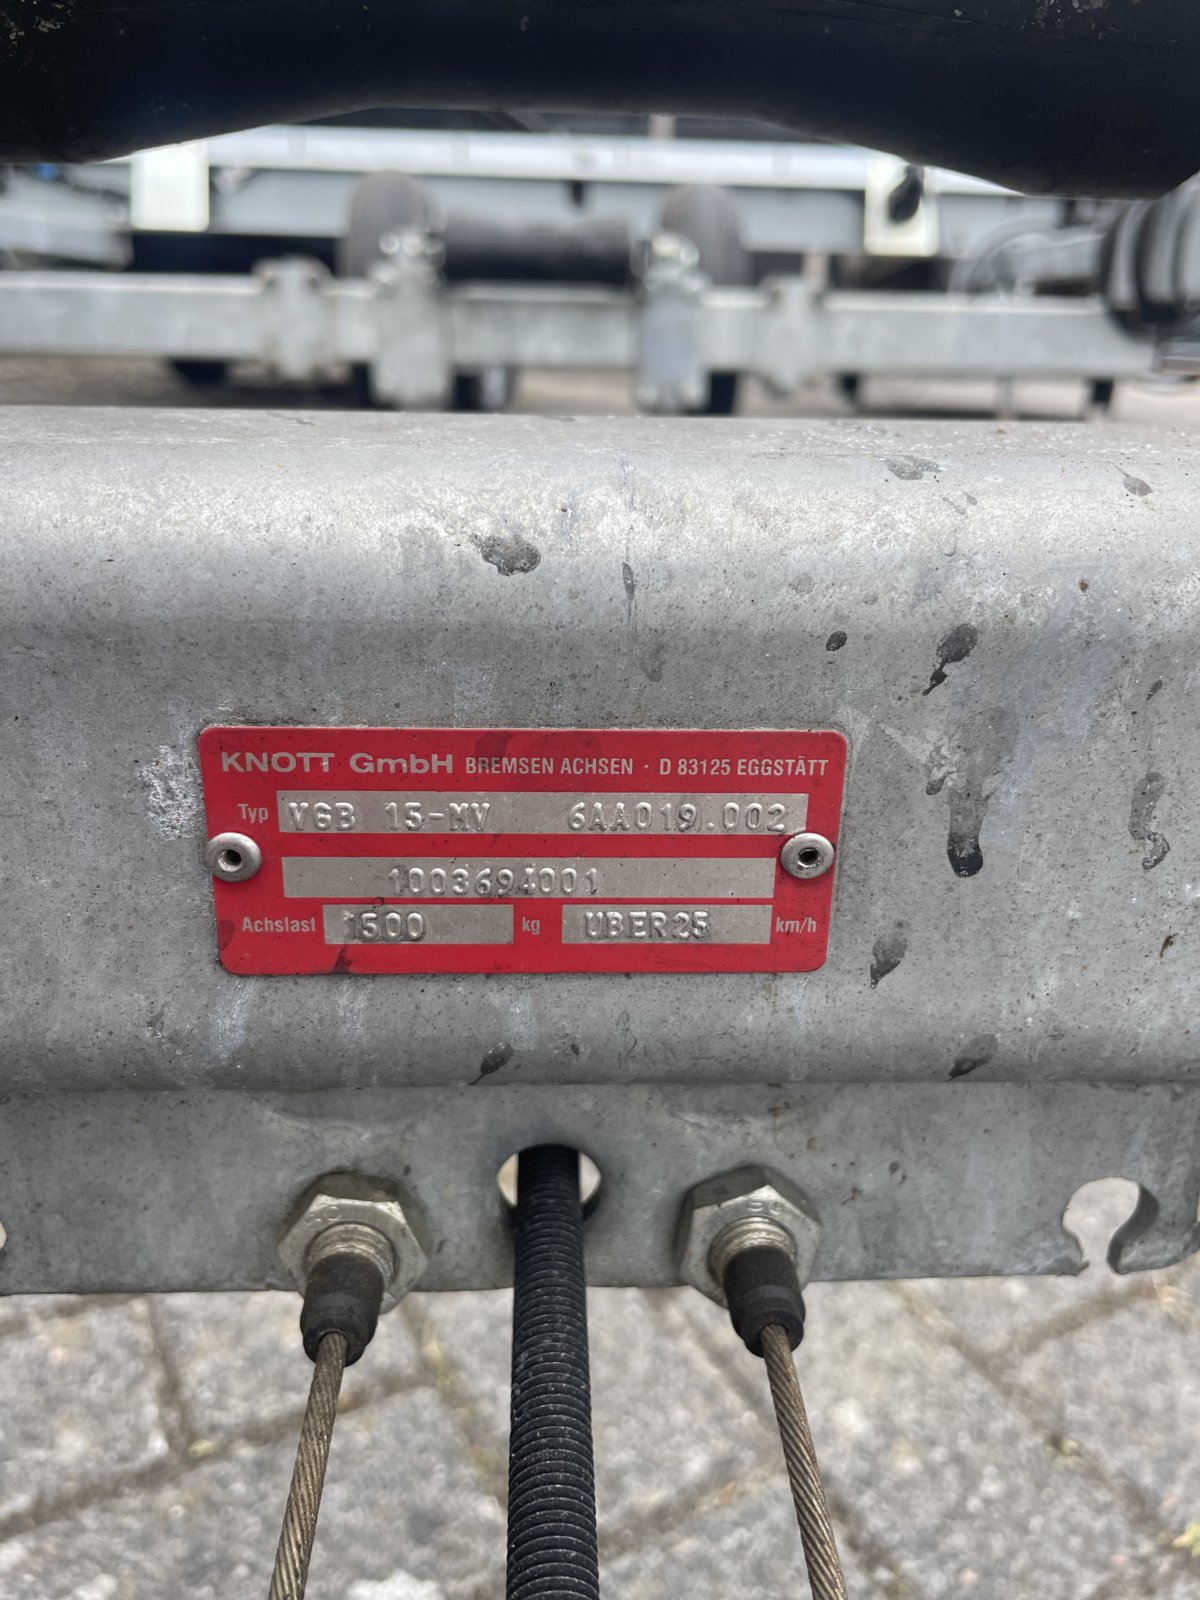 KNOTT GmbH BREMSEN ACHSEN · D 83125 EGGSTÄTT
Typ VGB 15-MV 6AA019.002
1003694001
Achslast 1500 kg UBER25 km/h